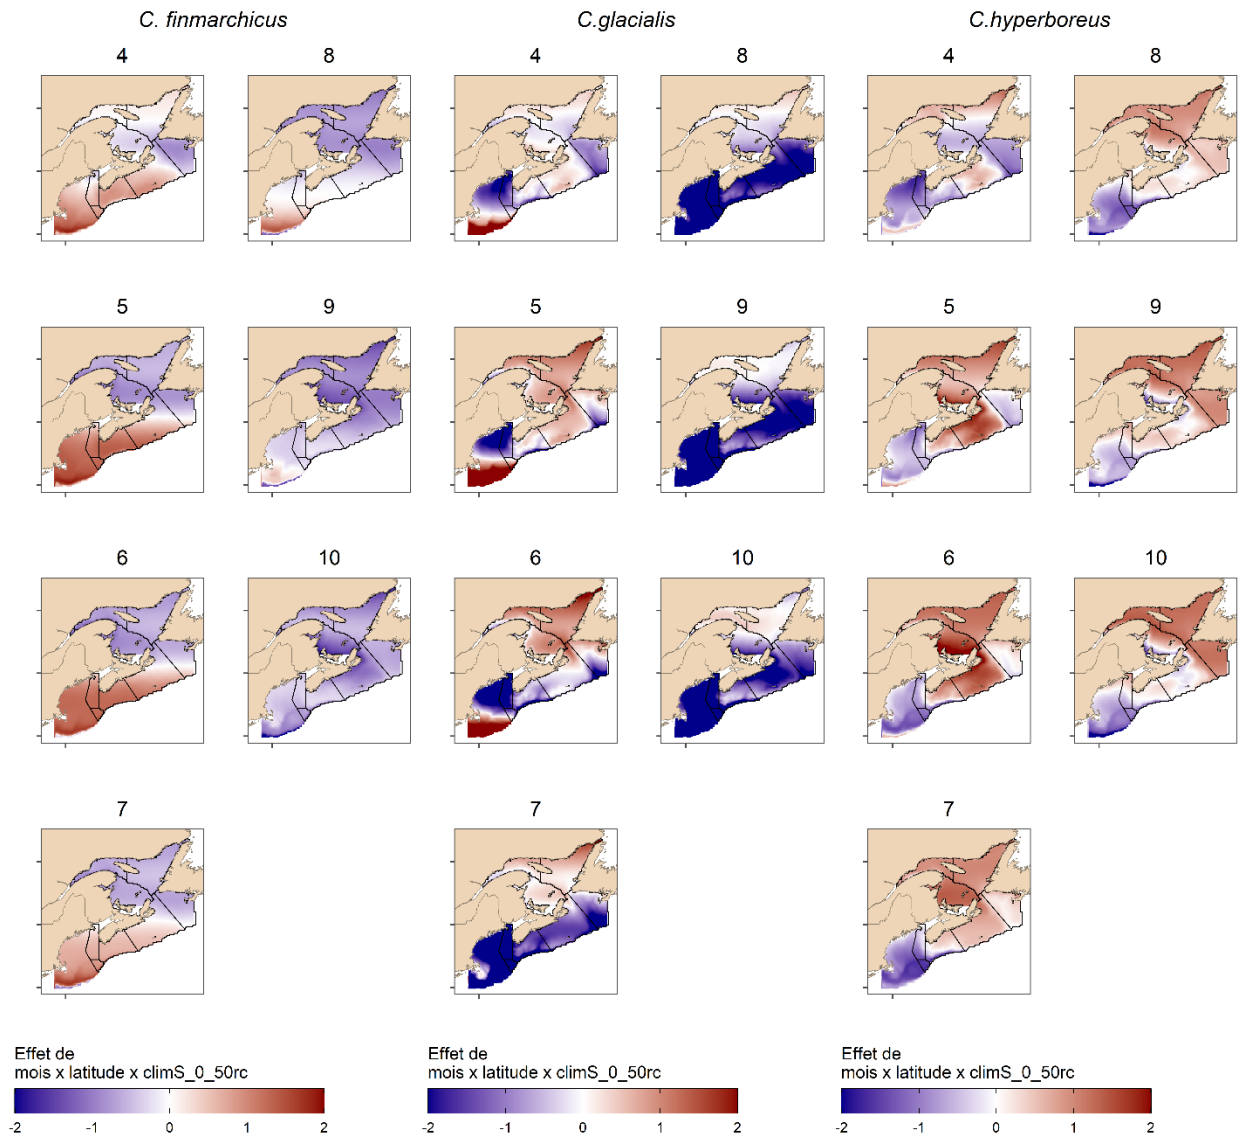 C. finmarchicus
C.glacialis
C.hyperboreus
4
8
4
8
4
8
5
9
5
9
5
9
6
10
6
10
6
10
7
7
7
Effet de
mois x latitude x climS_0_50rc
-2 -1 0 1 2
Effet de
mois x latitude x climS_0_50rc
-2 -1 0 1 2
Effet de
mois x latitude x climS_0_50rc
-2 -1 0 1 2